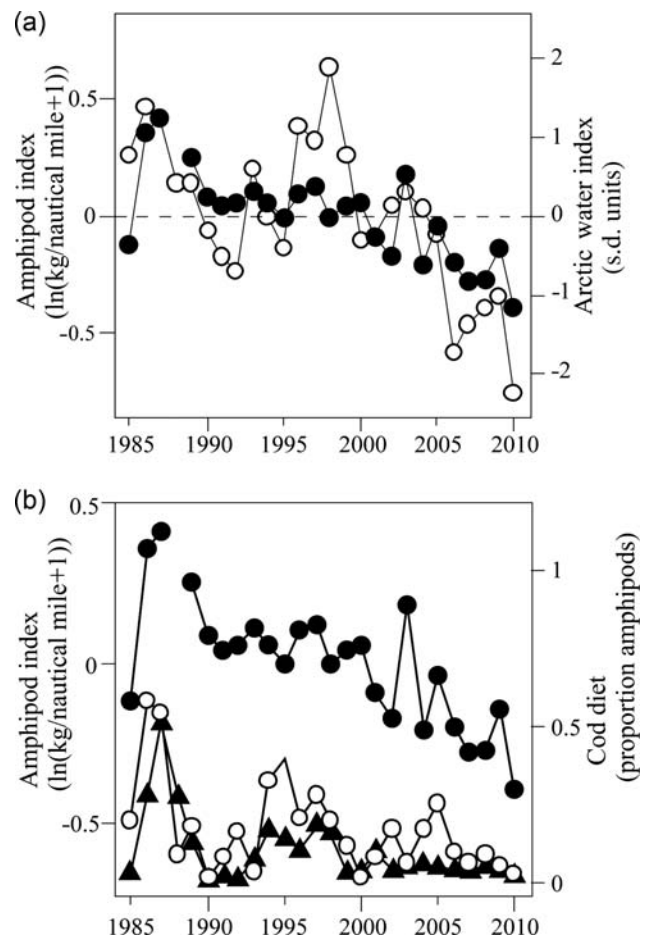 (a)
Amphipod index
(ln(kg/nautical mile+1))
0.5
0
-0.5
2
1
0
-1
-2
Arctic water index
(s.d. units)
1985 1990 1995 2000 2005 2010
(b)
Amphipod index
(ln(kg/nautical mile+1))
0.5
0
-0.5
1
0.5
0
Cod diet
(proportion amphipods)
1985 1990 1995 2000 2005 2010